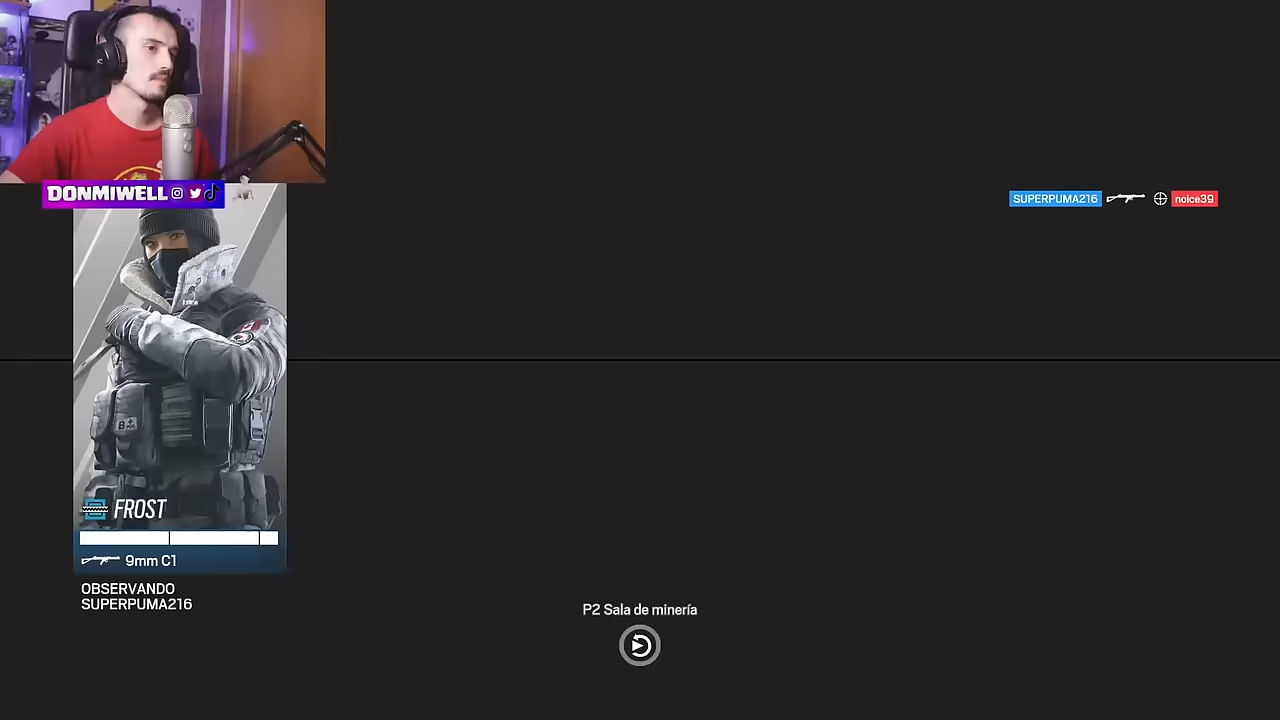 DONMIWELL
SUPERPUMA216 noice39
FROST
9mm C1
OBSERVANDO
SUPERPUMA216
P2 Sala de minería